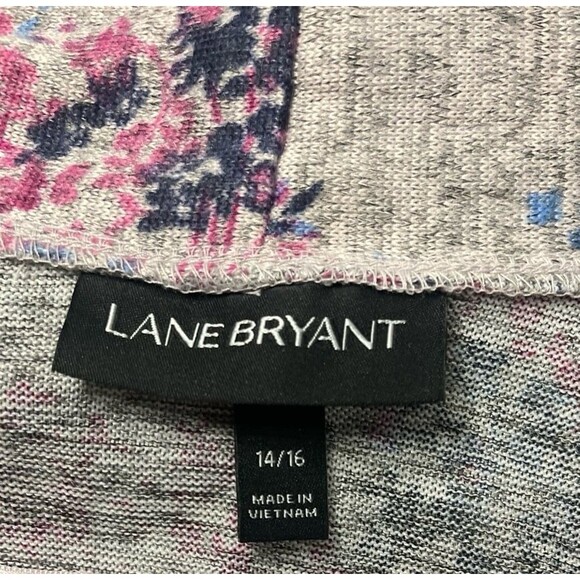 LANE BRYANT
14/16
MADE IN
VIETNAM